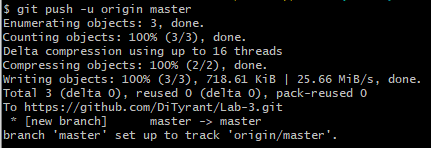 $ git push -u origin master
Enumerating objects: 3, done.
Counting objects: 100% (3/3), done.
Delta compression using up to 16 threads
Compressing objects: 100% (2/2), done.
Writing objects: 100% (3/3), 718.61 KiB | 25.66 MiB/s, done.
Total 3 (delta 0), reused 0 (delta 0), pack-reused 0
To https://github.com/DiTyrant/Lab-3.git
 * [new branch]      master -> master
branch 'master' set up to track 'origin/master'.